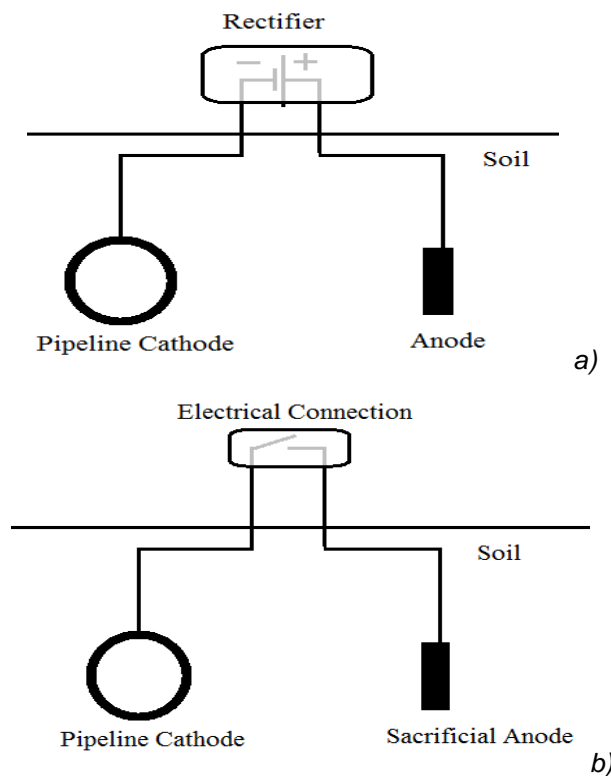 Rectifier
− +
Soil
Pipeline Cathode Anode
a)
Electrical Connection
Soil
Pipeline Cathode Sacrificial Anode
b)